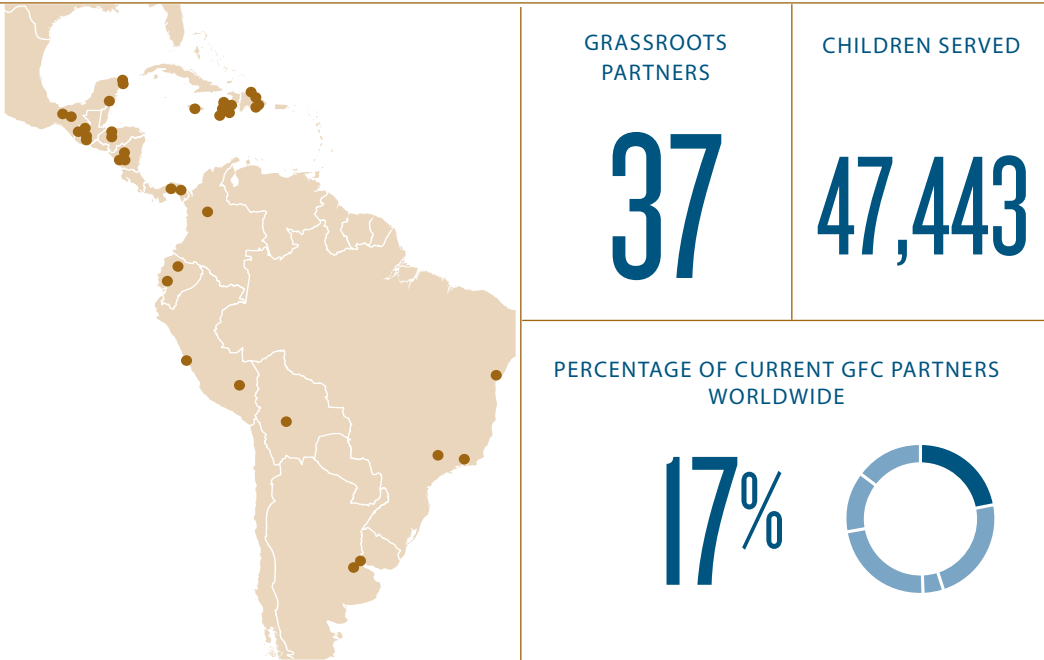 GRASSROOTS
PARTNERS
37
CHILDREN SERVED
47,443
PERCENTAGE OF CURRENT GFC PARTNERS
WORLDWIDE
17%